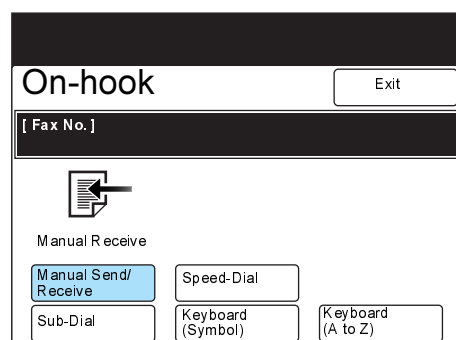 On-hook
Exit
[ Fax No. ]
Manual Receive
Manual Send/
Receive
Speed-Dial
Sub-Dial
Keyboard
(Symbol)
Keyboard
(A to Z)